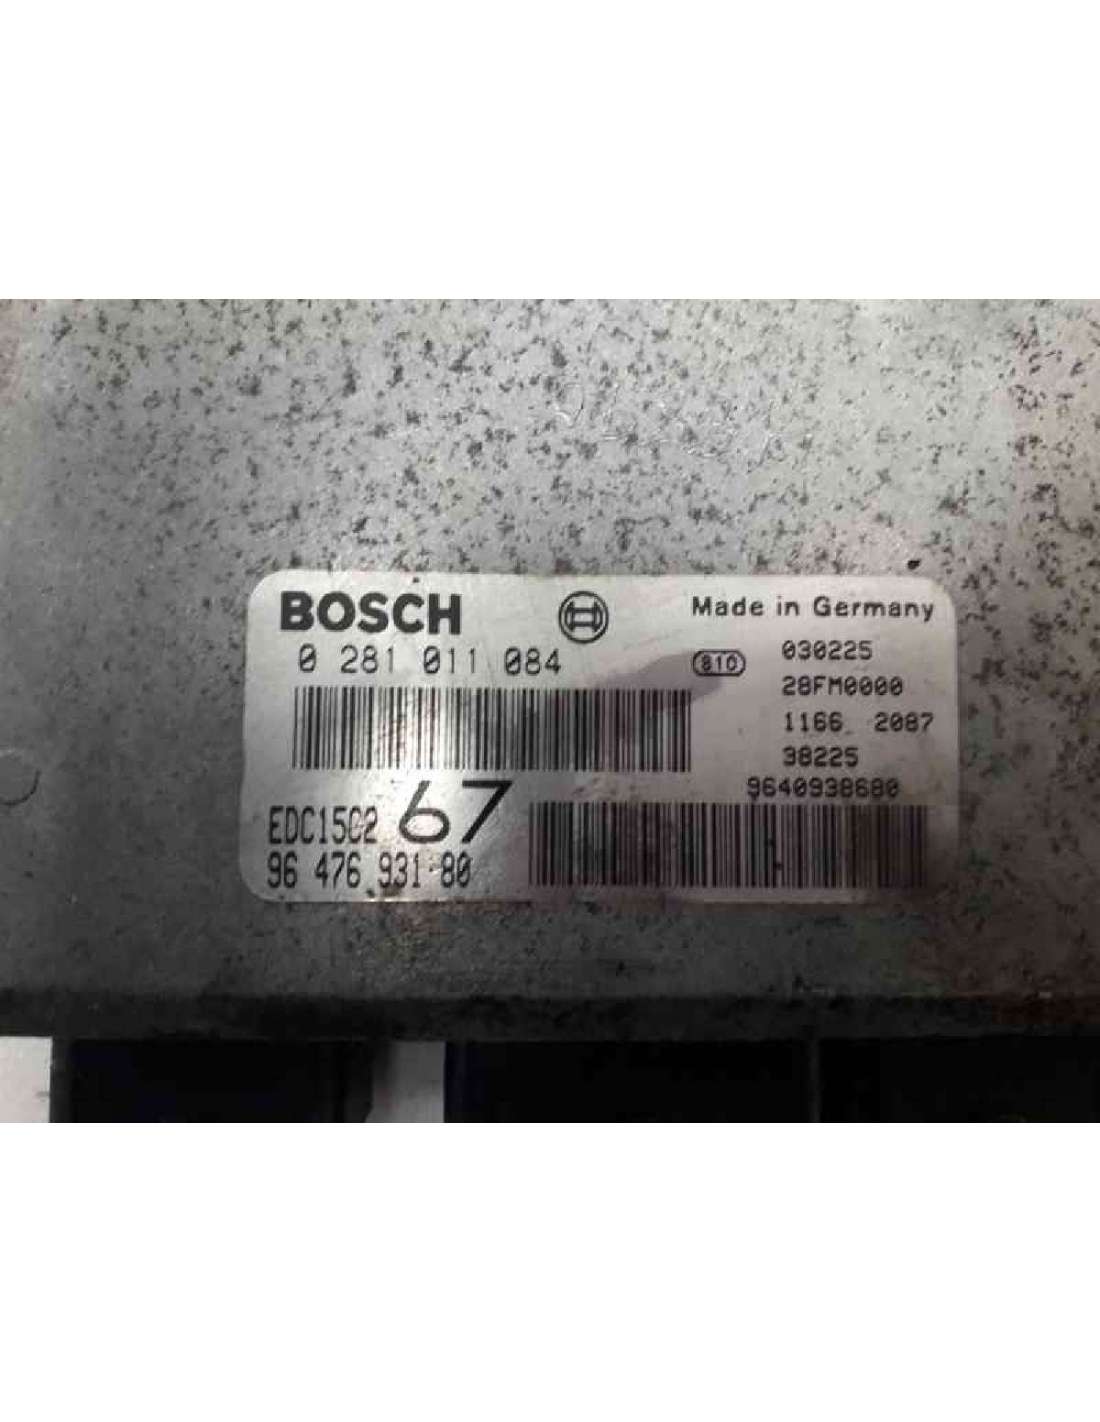 BOSCH
Made in Germany
0 281 011 084
810
030225
28FM0000
1166 2087
38225
9640938680
EDC15C2 67
96 476 931 80